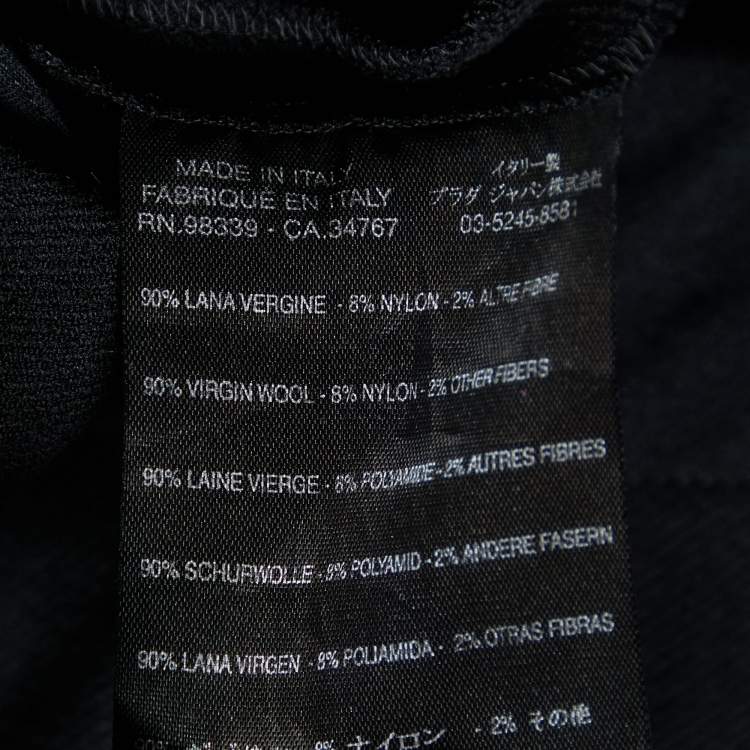 MADE IN ITALY
FABRIQUE EN ITALY
RN.98339 - CA.34767
イタリー製
プラダ ジャパン株式会社
03-5245-8581
90% LANA VERGINE - 8% NYLON - 2% ALTRE FIBRE
90% VIRGIN WOOL - 8% NYLON - 2% OTHER FIBERS
90% LAINE VIERGE - 8% POLYAMIDE - 2% AUTRES FIBRES
90% SCHURWOLLE - 8% POLYAMID - 2% ANDERE FASERN
90% LANA VIRGEN - 8% POLIAMIDA - 2% OTRAS FIBRAS
8% ナイロン - 2% その他